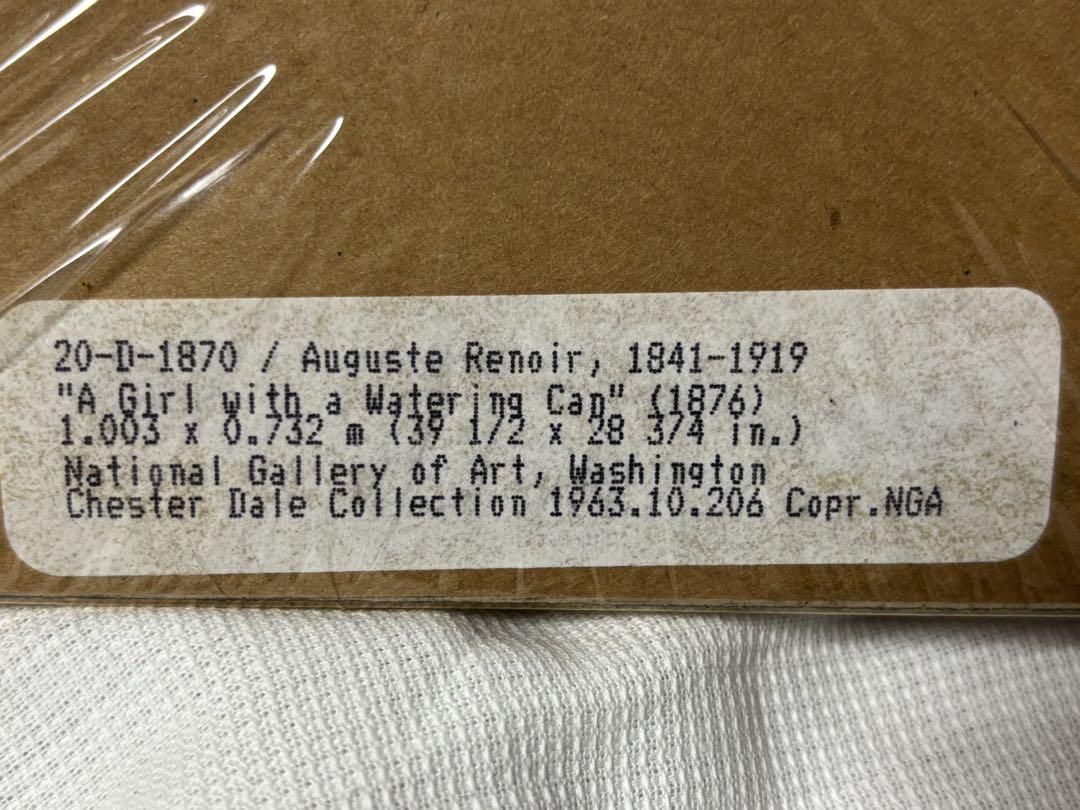 20-D-1870 / Auguste Renoir, 1841-1919
"A Girl with a Watering Can" (1876)
1.003 x 0.732 m (39 1/2 x 28 3/4 in.)
National Gallery of Art, Washington
Chester Dale Collection 1963.10.206 Copr.NGA